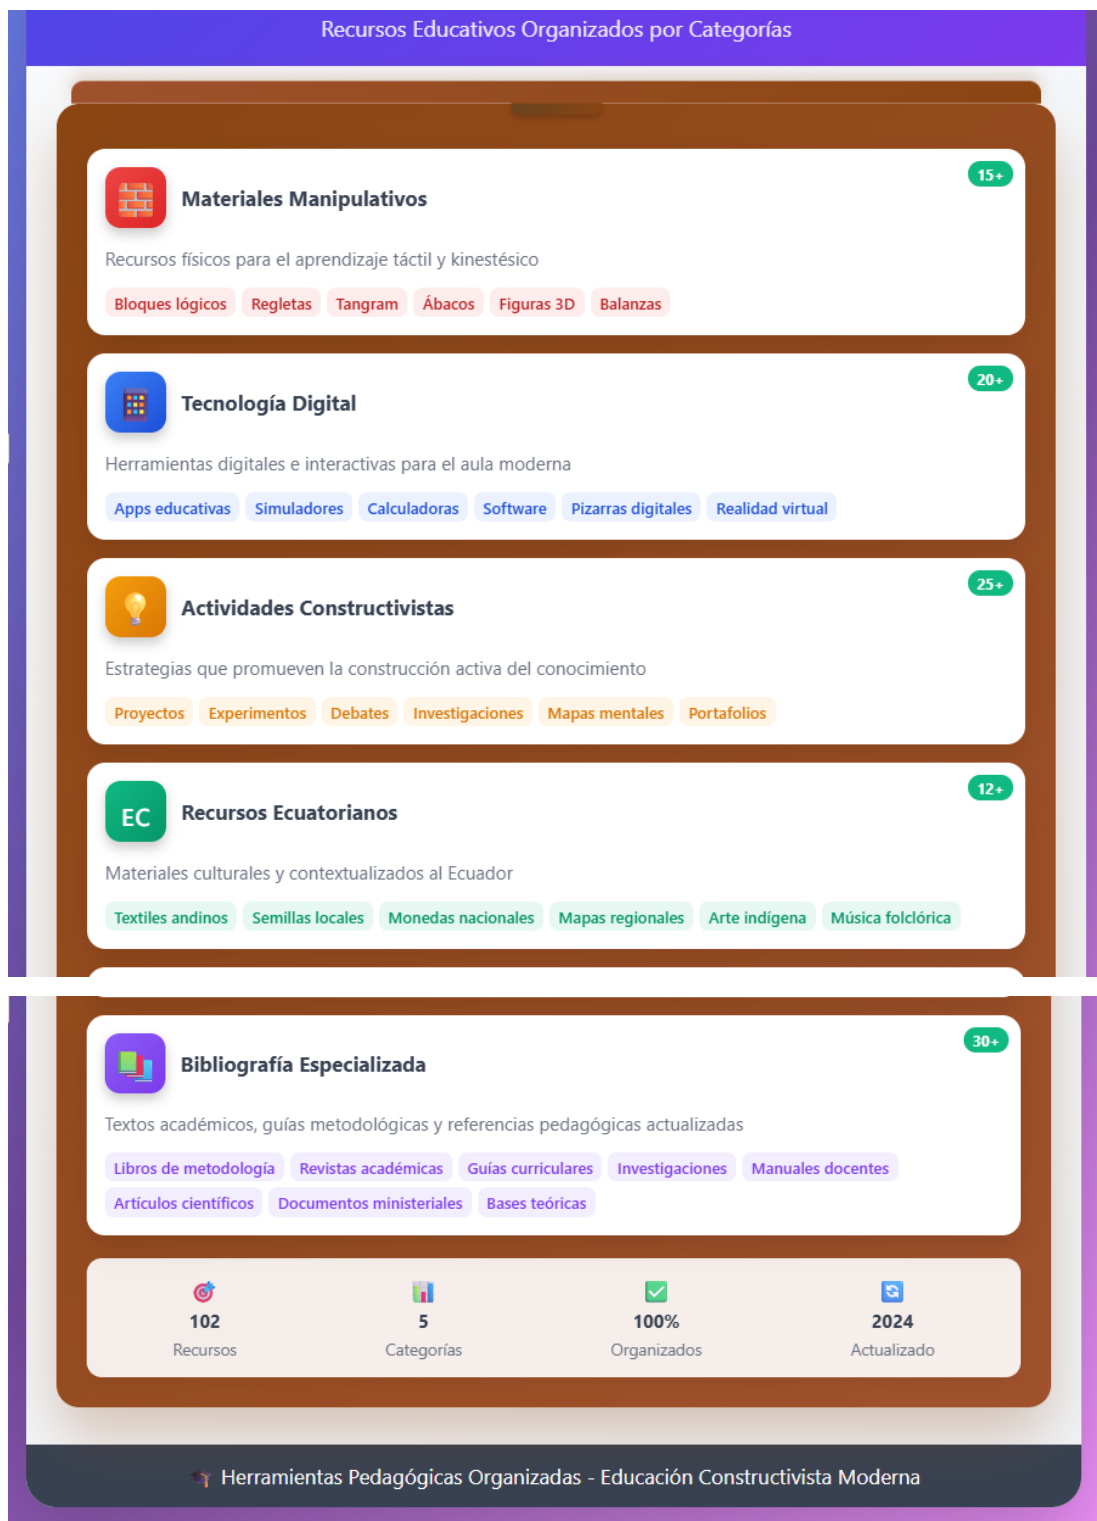 Recursos Educativos Organizados por Categorías
15+
Materiales Manipulativos
Recursos físicos para el aprendizaje táctil y kinestésico
Bloques lógicos Regletas Tangram Ábacos Figuras 3D Balanzas
20+
Tecnología Digital
Herramientas digitales e interactivas para el aula moderna
Apps educativas Simuladores Calculadoras Software Pizarras digitales Realidad virtual
25+
Actividades Constructivistas
Estrategias que promueven la construcción activa del conocimiento
Proyectos Experimentos Debates Investigaciones Mapas mentales Portafolios
12+
EC Recursos Ecuatorianos
Materiales culturales y contextualizados al Ecuador
Textiles andinos Semillas locales Monedas nacionales Mapas regionales Arte indígena Música folclórica
30+
Bibliografía Especializada
Textos académicos, guías metodológicas y referencias pedagógicas actualizadas
Libros de metodología Revistas académicas Guías curriculares Investigaciones Manuales docentes
Artículos científicos Documentos ministeriales Bases teóricas
102 5 100% 2024
Recursos Categorías Organizados Actualizado
Herramientas Pedagógicas Organizadas - Educación Constructivista Moderna